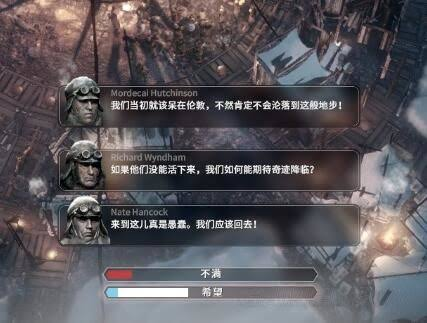 Mordecai Hutchinson
我们当初就该呆在伦敦，不然肯定不会沦落到这般地步！
Richard Wyndham
如果他们没能活下来，我们如何能期待奇迹降临？
Nate Hancock
来到这儿真是愚蠢。我们应该回去！
不满
希望